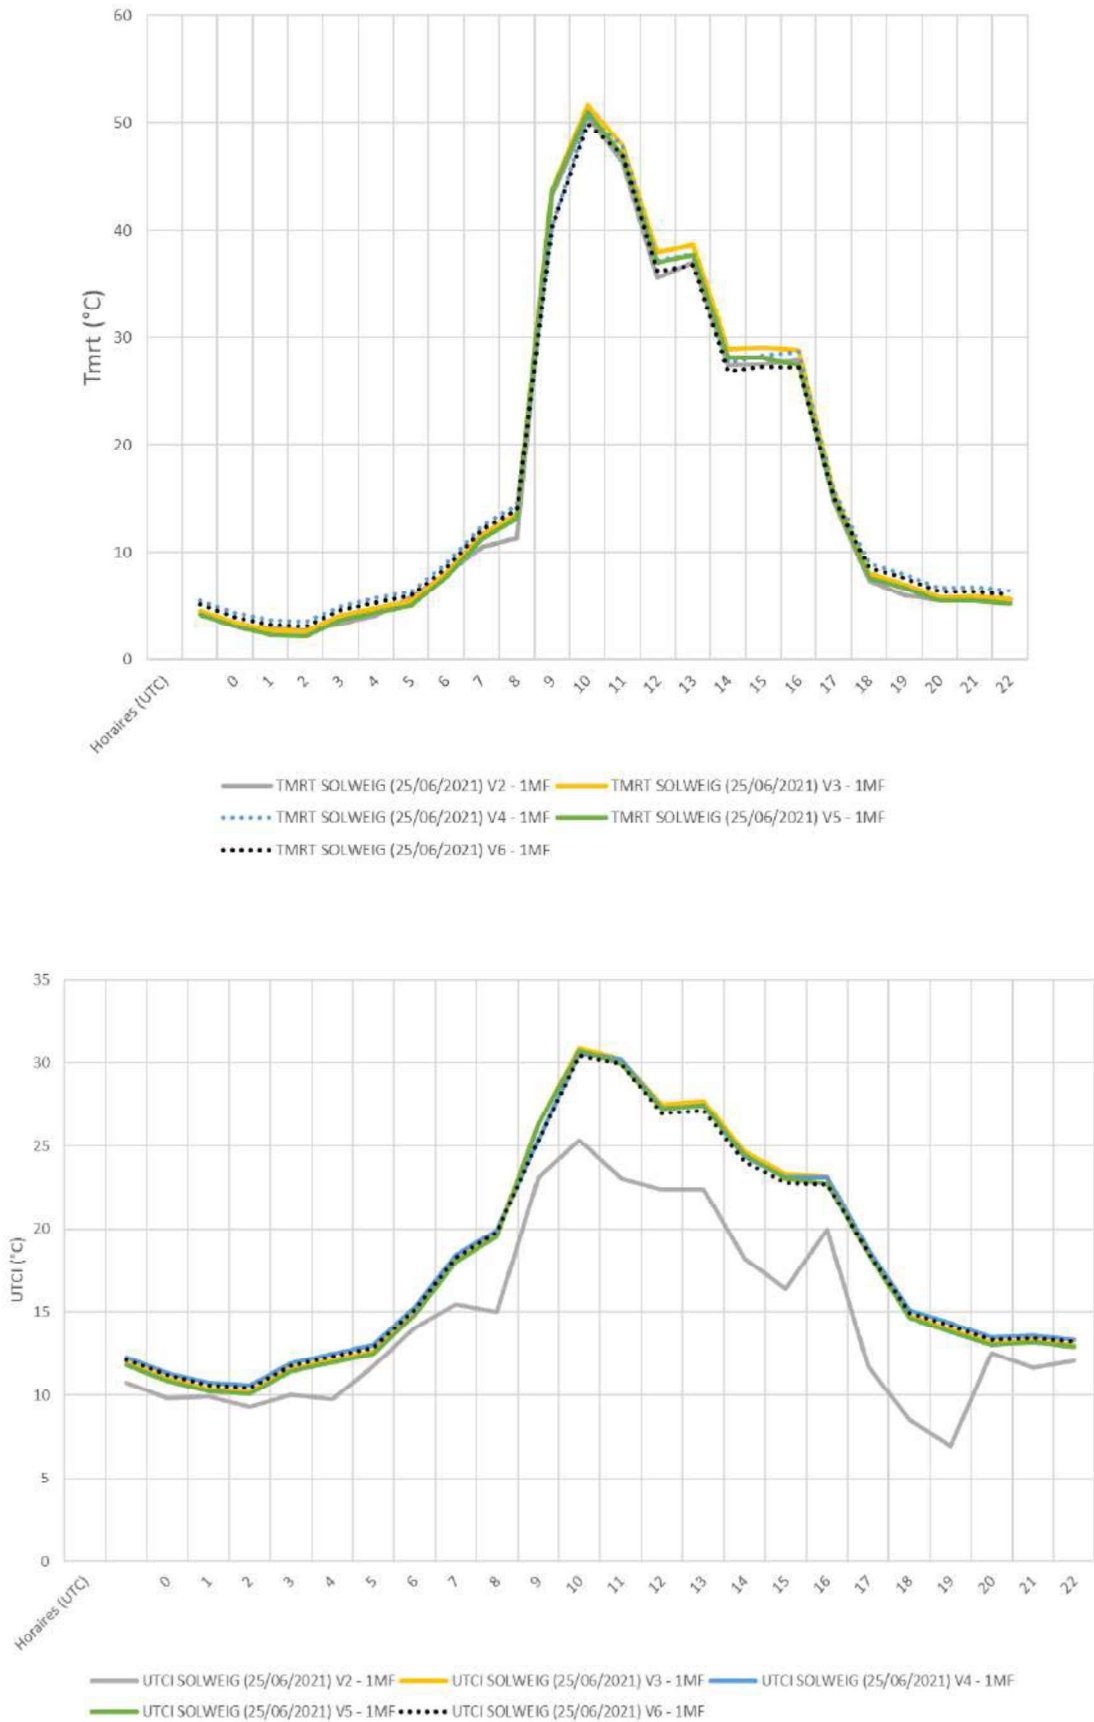 60
50
40
30
20
10
0
Tmrt (°C)
Horaires (UTC) 0 1 2 3 4 5 6 7 8 9 10 11 12 13 14 15 16 17 18 19 20 21 22
TMRT SOLWEIG (25/06/2021) V2 - 1MF TMRT SOLWEIG (25/06/2021) V3 - 1MF
TMRT SOLWEIG (25/06/2021) V4 - 1MF TMRT SOLWEIG (25/06/2021) V5 - 1MF
TMRT SOLWEIG (25/06/2021) V6 - 1MF
35
30
25
20
15
10
5
0
UTCI (°C)
Horaires (UTC) 0 1 2 3 4 5 6 7 8 9 10 11 12 13 14 15 16 17 18 19 20 21 22
UTCI SOLWEIG (25/06/2021) V2 - 1MF UTCI SOLWEIG (25/06/2021) V3 - 1MF UTCI SOLWEIG (25/06/2021) V4 - 1MF
UTCI SOLWEIG (25/06/2021) V5 - 1MF UTCI SOLWEIG (25/06/2021) V6 - 1MF